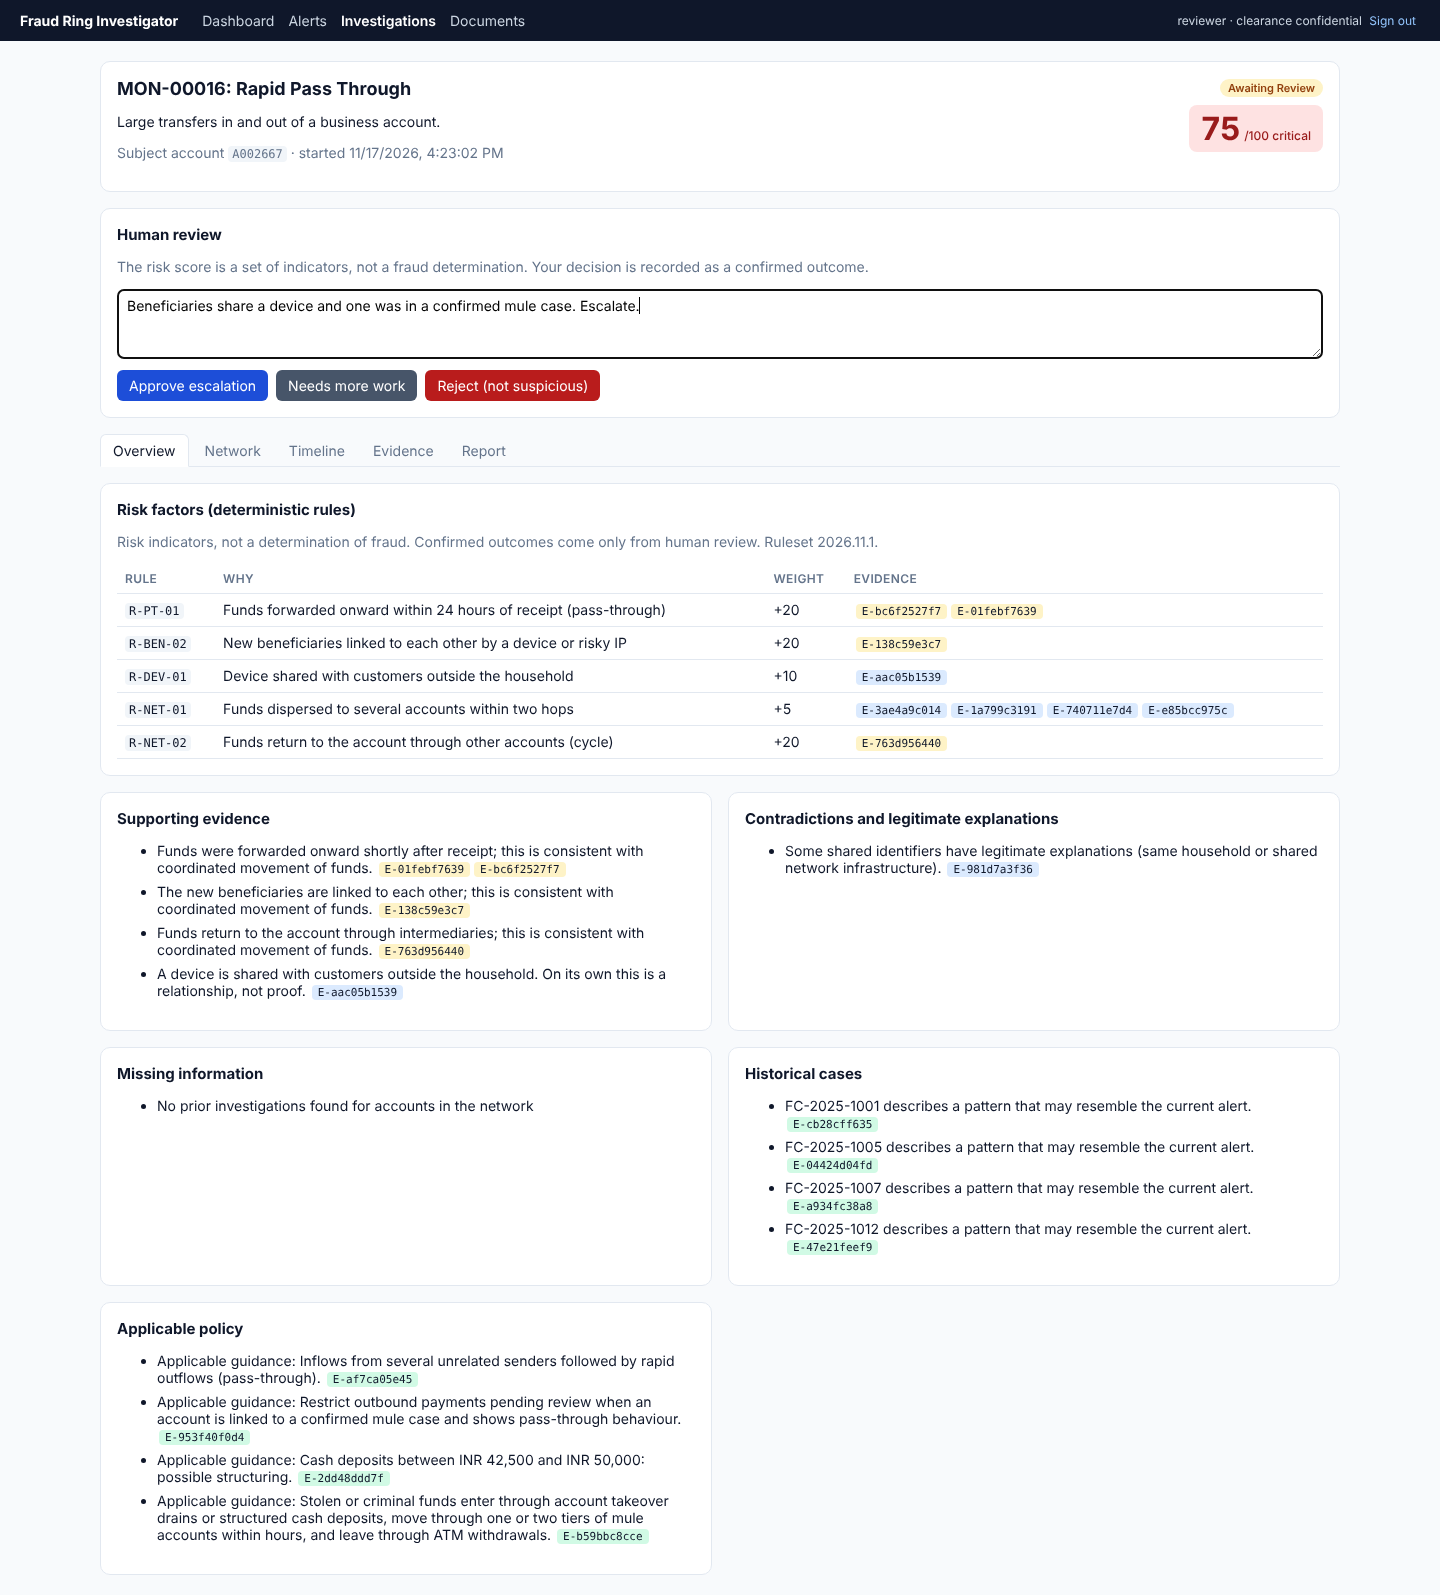 Fraud Ring Investigator Dashboard Alerts Investigations Documents reviewer · clearance confidential Sign out
MON-00016: Rapid Pass Through
Awaiting Review
Large transfers in and out of a business account.
75 /100 critical
Subject account A002667 · started 11/17/2026, 4:23:02 PM
Human review
The risk score is a set of indicators, not a fraud determination. Your decision is recorded as a confirmed outcome.
Beneficiaries share a device and one was in a confirmed mule case. Escalate.
Approve escalation Needs more work Reject (not suspicious)
Overview Network Timeline Evidence Report
Risk factors (deterministic rules)
Risk indicators, not a determination of fraud. Confirmed outcomes come only from human review. Ruleset 2026.11.1.
RULE WHY WEIGHT EVIDENCE
R-PT-01 Funds forwarded onward within 24 hours of receipt (pass-through) +20 E-bc6f2527f7 E-01febf7639
R-BEN-02 New beneficiaries linked to each other by a device or risky IP +20 E-138c59e3c7
R-DEV-01 Device shared with customers outside the household +10 E-aac05b1539
R-NET-01 Funds dispersed to several accounts within two hops +5 E-3ae4a9c014 E-1a799c3191 E-740711e7d4 E-e85bcc975c
R-NET-02 Funds return to the account through other accounts (cycle) +20 E-763d956440
Supporting evidence
Funds were forwarded onward shortly after receipt; this is consistent with
coordinated movement of funds. E-01febf7639 E-bc6f2527f7
The new beneficiaries are linked to each other; this is consistent with
coordinated movement of funds. E-138c59e3c7
Funds return to the account through intermediaries; this is consistent with
coordinated movement of funds. E-763d956440
A device is shared with customers outside the household. On its own this is a
relationship, not proof. E-aac05b1539
Contradictions and legitimate explanations
Some shared identifiers have legitimate explanations (same household or shared
network infrastructure). E-981d7a3f36
Missing information
No prior investigations found for accounts in the network
Historical cases
FC-2025-1001 describes a pattern that may resemble the current alert.
E-cb28cff635
FC-2025-1005 describes a pattern that may resemble the current alert.
E-04424d04fd
FC-2025-1007 describes a pattern that may resemble the current alert.
E-a934fc38a8
FC-2025-1012 describes a pattern that may resemble the current alert.
E-47e21feef9
Applicable policy
Applicable guidance: Inflows from several unrelated senders followed by rapid
outflows (pass-through). E-af7ca05e45
Applicable guidance: Restrict outbound payments pending review when an
account is linked to a confirmed mule case and shows pass-through behaviour.
E-953f40f0d4
Applicable guidance: Cash deposits between INR 42,500 and INR 50,000:
possible structuring. E-2dd48ddd7f
Applicable guidance: Stolen or criminal funds enter through account takeover
drains or structured cash deposits, move through one or two tiers of mule
accounts within hours, and leave through ATM withdrawals. E-b59bbc8cce